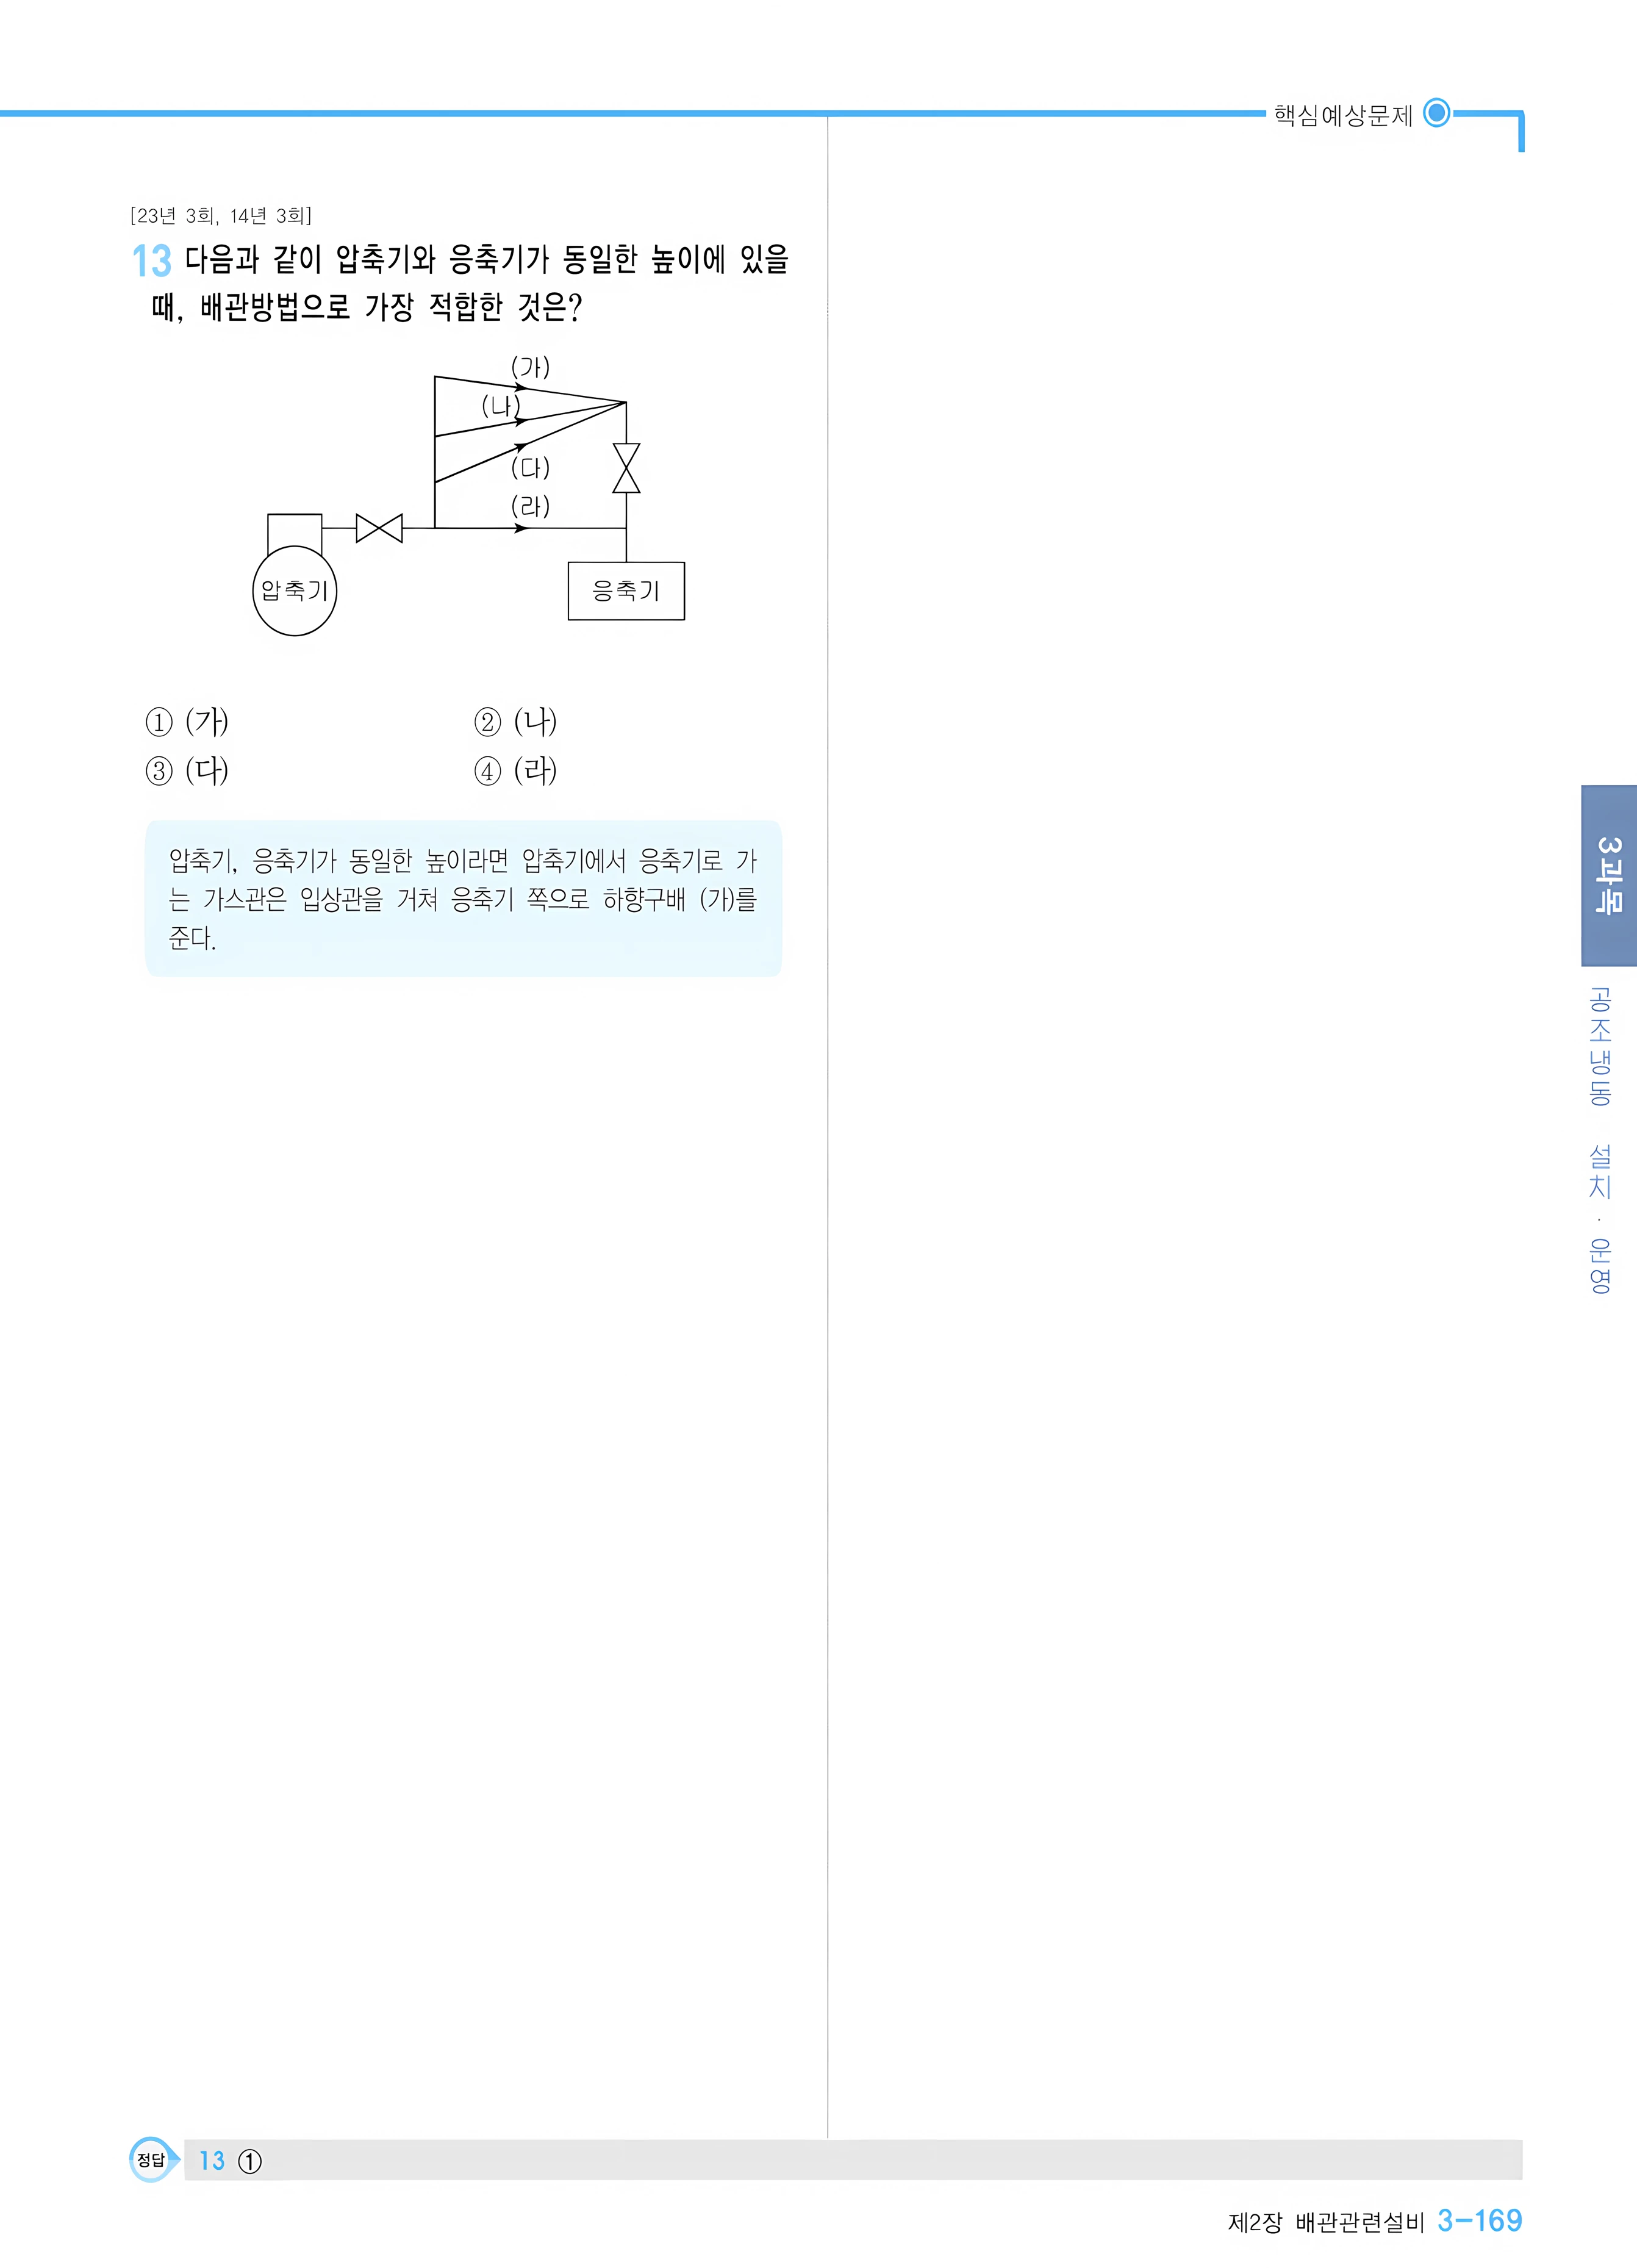 핵심예상문제
[23년 3회, 14년 3회]
13 다음과 같이 압축기와 응축기가 동일한 높이에 있을
때, 배관방법으로 가장 적합한 것은?
(가)
(나)
(다)
(라)
압축기
응축기
① (가)
② (나)
③ (다)
④ (라)
압축기, 응축기가 동일한 높이라면 압축기에서 응축기로 가
는 가스관은 입상관을 거쳐 응축기 쪽으로 하향구배 (가)를
준다.
3과목
공조냉동 설치·운영
정답 13 ①
제2장 배관관련설비 3-169